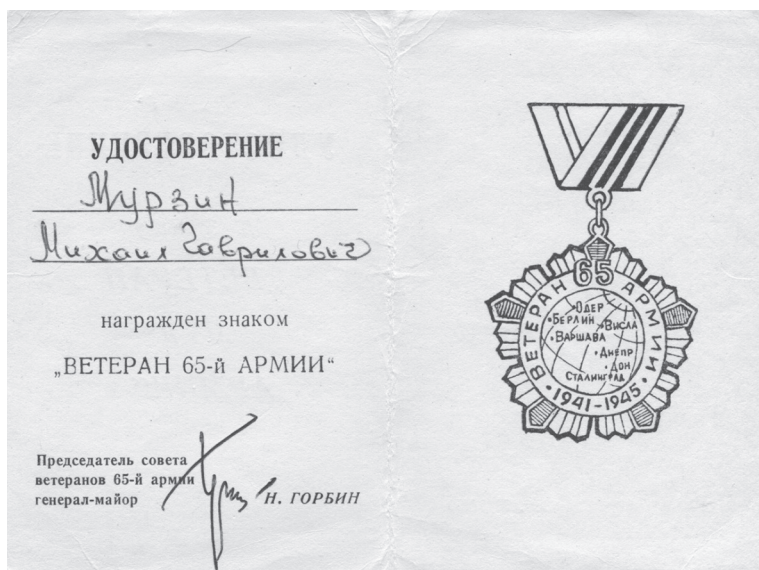 УДОСТОВЕРЕНИЕ
Мурзин
Михаил Гаврилович
награжден знаком
„ВЕТЕРАН 65-й АРМИИ“
Председатель совета
ветеранов 65-й армии
генерал-майор
Н. ГОРБИН
65
ВЕТЕРАН АРМИИ
ОДЕР
БЕРЛИН
ВИСЛА
ВАРШАВА
ДНЕПР
ДОН
СТАЛИНГРАД
1941-1945